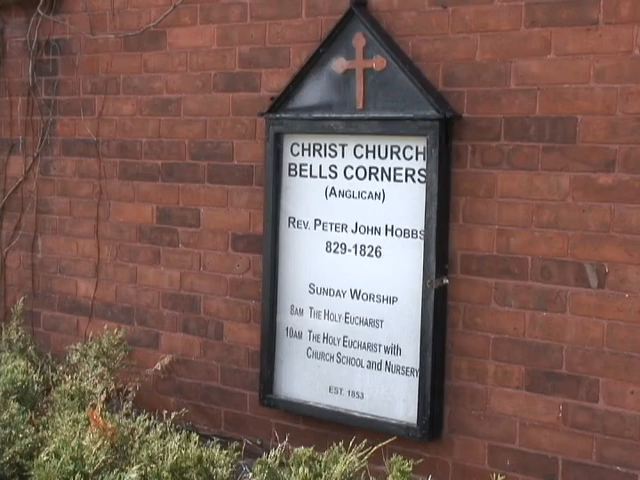 CHRIST CHURCH
BELLS CORNERS
(ANGLICAN)
REV. PETER JOHN HOBBS
829-1826
SUNDAY WORSHIP
8AM THE HOLY EUCHARIST
10AM THE HOLY EUCHARIST with
CHURCH SCHOOL and NURSERY
EST. 1853